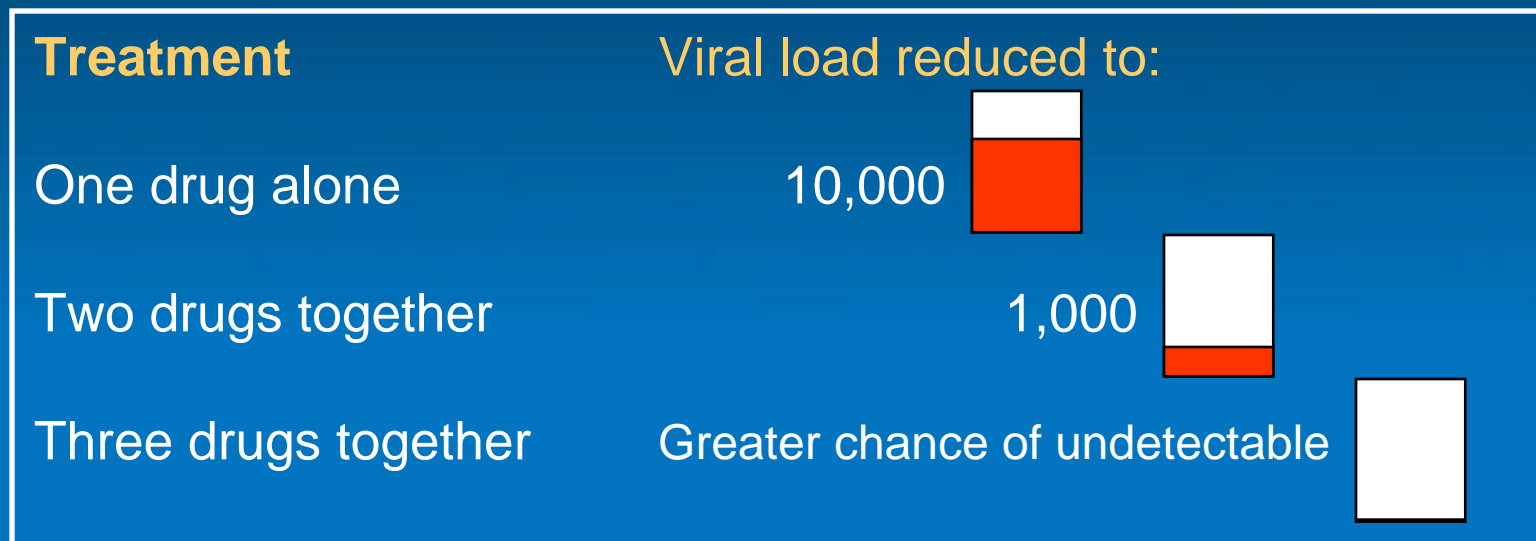 Treatment Viral load reduced to:
One drug alone 10,000
Two drugs together 1,000
Three drugs together Greater chance of undetectable